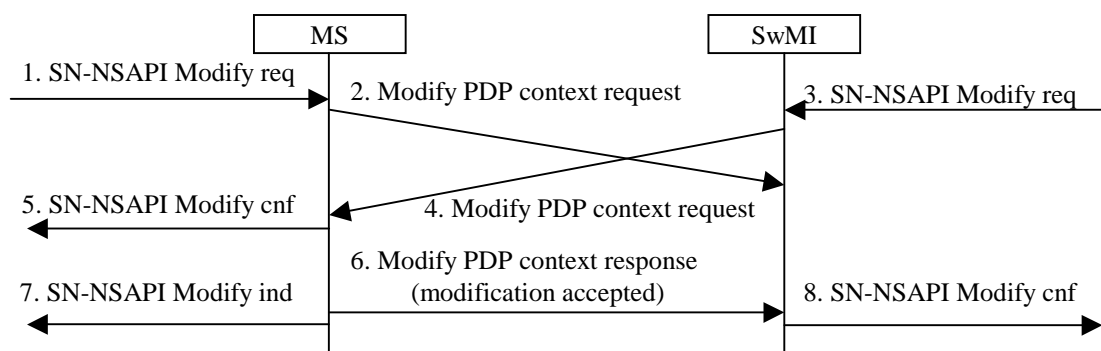 MS
SwMI
1. SN-NSAPI Modify req
2. Modify PDP context request
3. SN-NSAPI Modify req
5. SN-NSAPI Modify cnf
4. Modify PDP context request
6. Modify PDP context response
(modification accepted)
7. SN-NSAPI Modify ind
8. SN-NSAPI Modify cnf